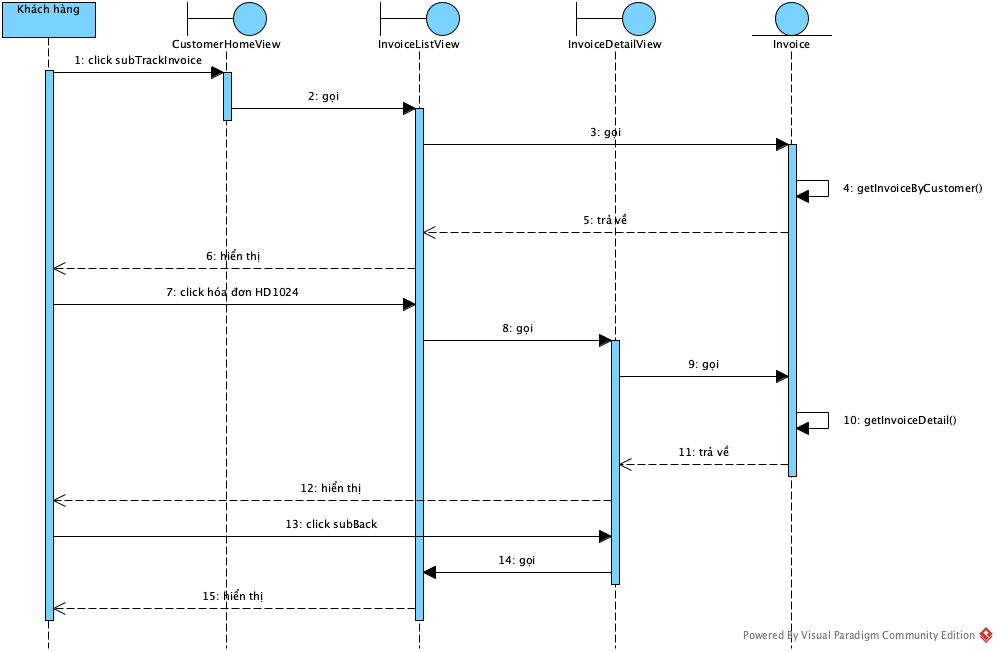 Khách hàng
CustomerHomeView
InvoiceListView
InvoiceDetailView
Invoice
1: click subTrackInvoice
2: gọi
3: gọi
4: getInvoiceByCustomer()
5: trả về
6: hiển thị
7: click hóa đơn HD1024
8: gọi
9: gọi
10: getInvoiceDetail()
11: trả về
12: hiển thị
13: click subBack
14: gọi
15: hiển thị
Powered By Visual Paradigm Community Edition